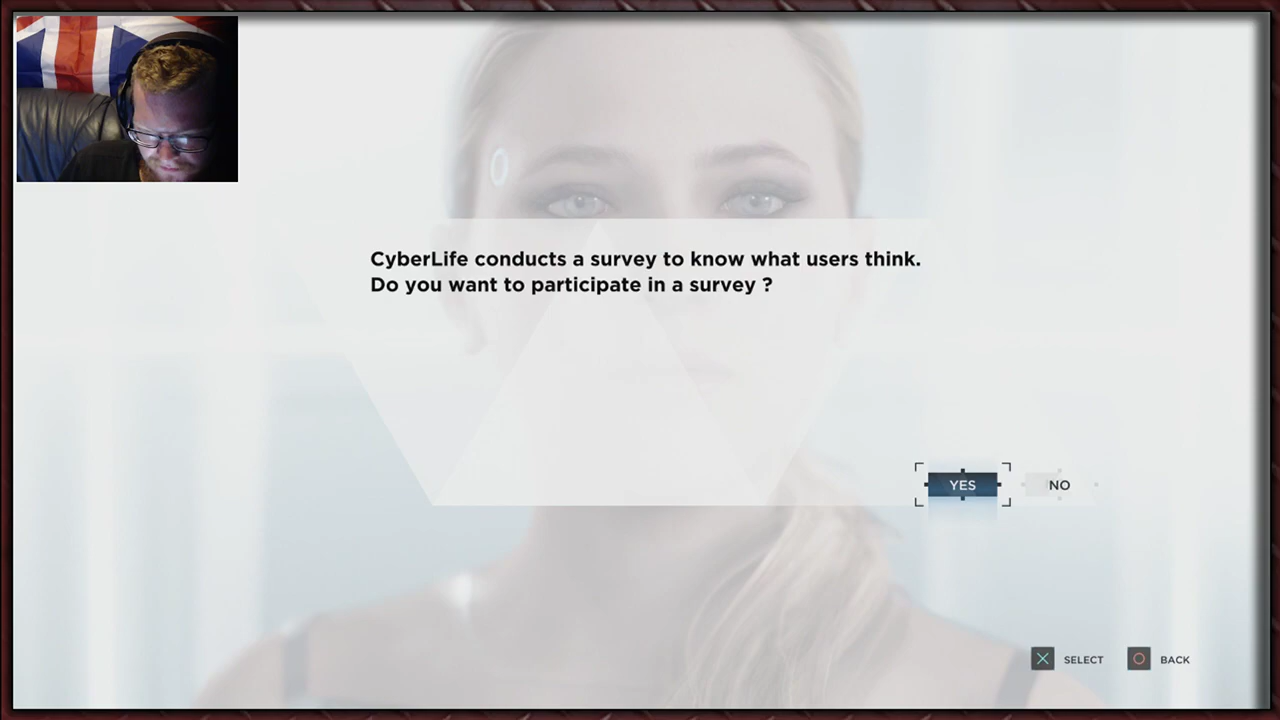 CyberLife conducts a survey to know what users think.
Do you want to participate in a survey ?
YES NO
SELECT BACK